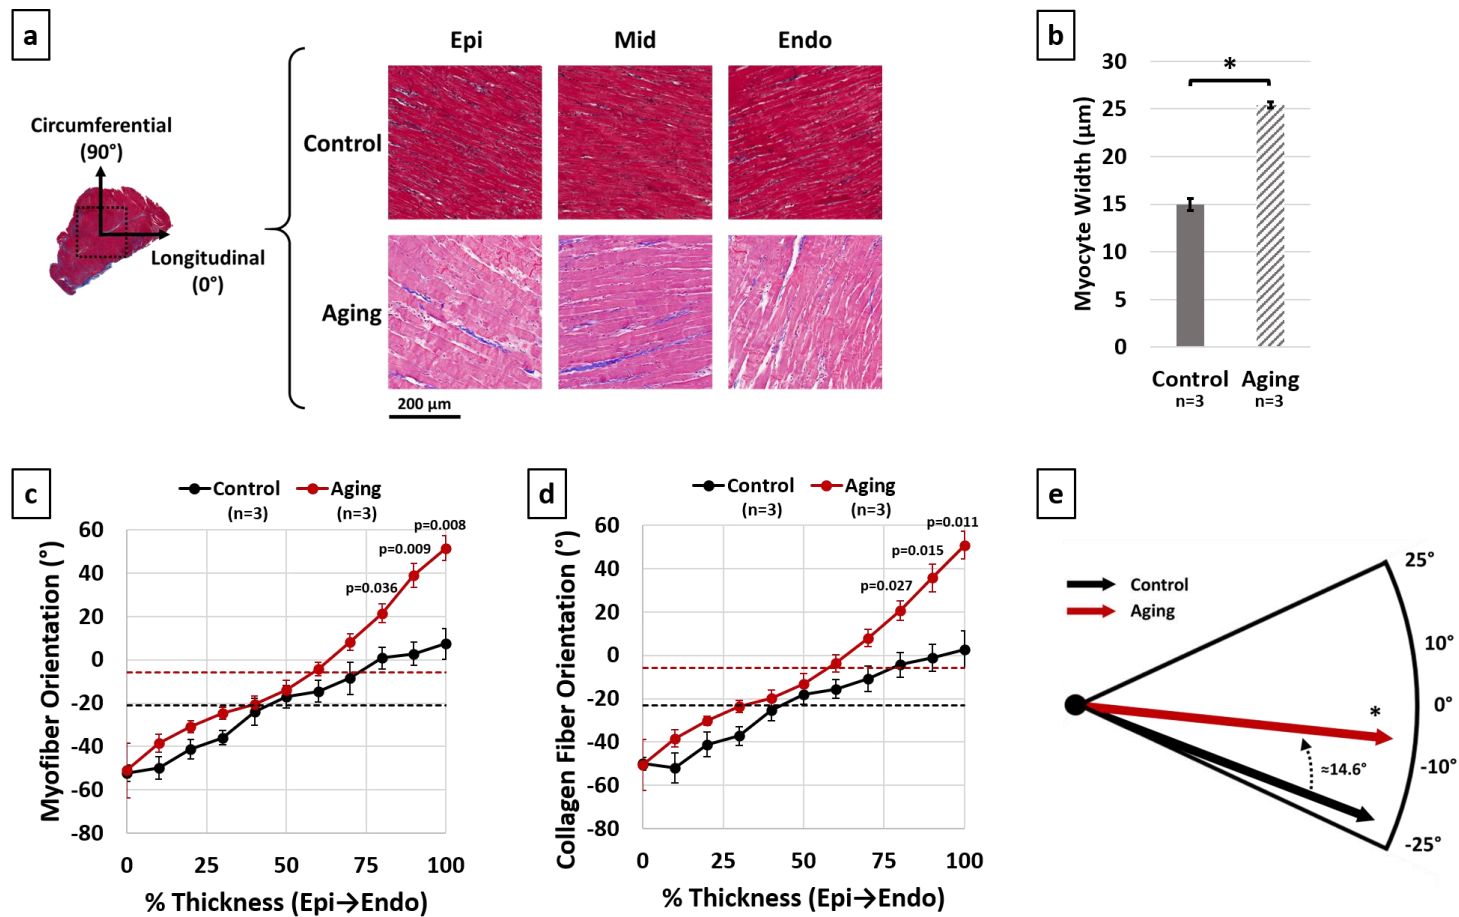 a
Epi Mid Endo
Circumferential
(90°)
Longitudinal
(0°)
Control
Aging
200 µm
b
Myocyte Width (µm)
30
25
20
15
10
5
0
*
Control Aging
n=3 n=3
c
Control Aging
(n=3) (n=3)
Myofiber Orientation (°)
60
40
20
0
-20
-40
-60
-80
p=0.008
p=0.009
p=0.036
0 25 50 75 100
% Thickness (Epi→Endo)
d
Control Aging
(n=3) (n=3)
Collagen Fiber Orientation (°)
60
40
20
0
-20
-40
-60
-80
p=0.011
p=0.015
p=0.027
0 25 50 75 100
% Thickness (Epi→Endo)
e
Control
Aging
25°
10°
0°
-10°
-25°
*
≈14.6°